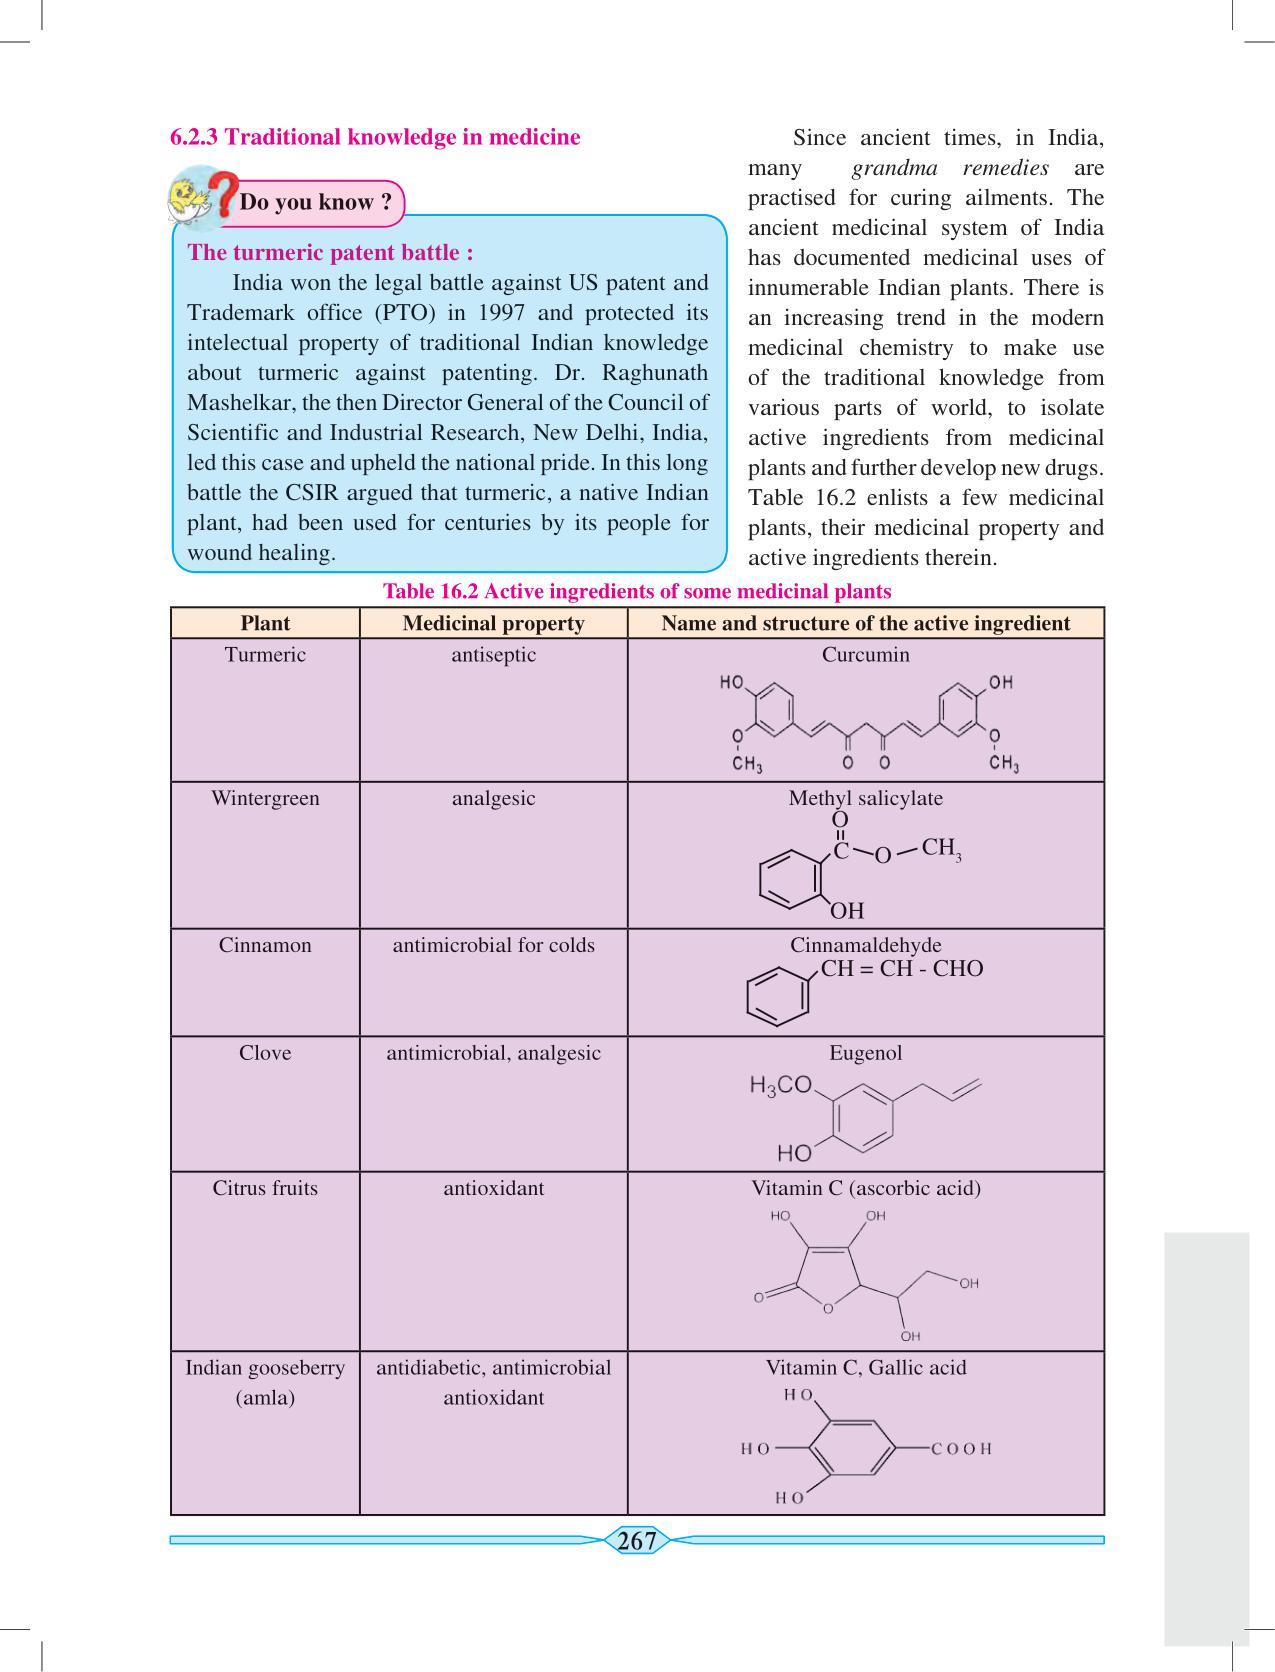 6.2.3 Traditional knowledge in medicine
Do you know ?
The turmeric patent battle :
India won the legal battle against US patent and
Trademark office (PTO) in 1997 and protected its
intelectual property of traditional Indian knowledge
about turmeric against patenting. Dr. Raghunath
Mashelkar, the then Director General of the Council of
Scientific and Industrial Research, New Delhi, India,
led this case and upheld the national pride. In this long
battle the CSIR argued that turmeric, a native Indian
plant, had been used for centuries by its people for
wound healing.
Since ancient times, in India,
many grandma remedies are
practised for curing ailments. The
ancient medicinal system of India
has documented medicinal uses of
innumerable Indian plants. There is
an increasing trend in the modern
medicinal chemistry to make use
of the traditional knowledge from
various parts of world, to isolate
active ingredients from medicinal
plants and further develop new drugs.
Table 16.2 enlists a few medicinal
plants, their medicinal property and
active ingredients therein.
Table 16.2 Active ingredients of some medicinal plants
Plant Medicinal property Name and structure of the active ingredient
Turmeric antiseptic Curcumin
HO OH
O O
CH3 O O CH3
Wintergreen analgesic Methyl salicylate
O
C O CH3
OH
Cinnamon antimicrobial for colds Cinnamaldehyde
CH = CH - CHO
Clove antimicrobial, analgesic Eugenol
H3CO
HO
Citrus fruits antioxidant Vitamin C (ascorbic acid)
HO OH
OH
O O
OH
Indian gooseberry antidiabetic, antimicrobial Vitamin C, Gallic acid
(amla) antioxidant
HO
HO COOH
HO
267